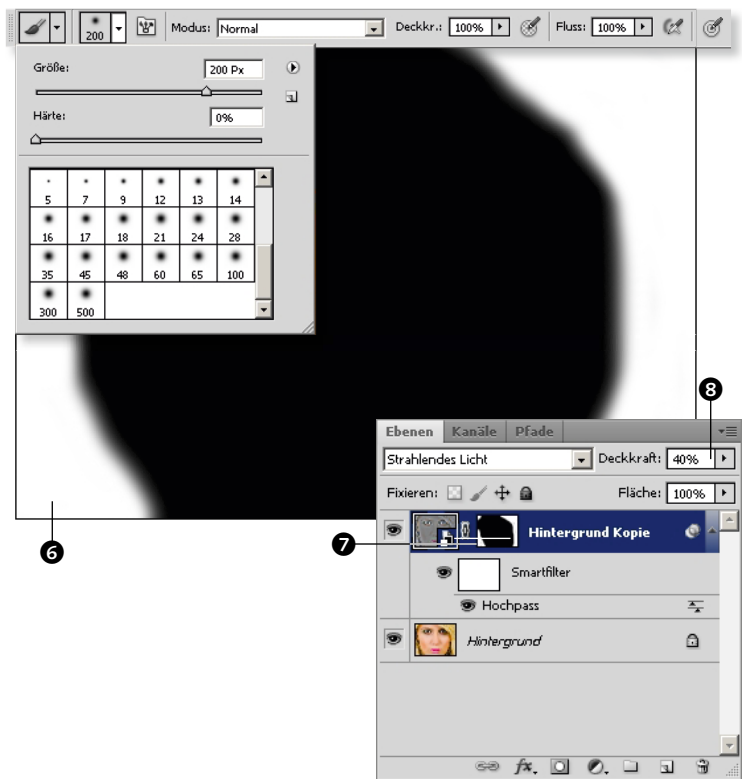 200 Modus: Normal Deckkr.: 100% Fluss: 100%
Größe: 200 Px
Härte: 0%
5 7 9 12 13 14
16 17 18 21 24 28
35 45 48 60 65 100
300 500
8
Ebenen Kanäle Pfade
Strahlendes Licht Deckkraft: 40%
Fixieren: Fläche: 100%
6
7
Hintergrund Kopie
Smartfilter
Hochpass
Hintergrund
fx.